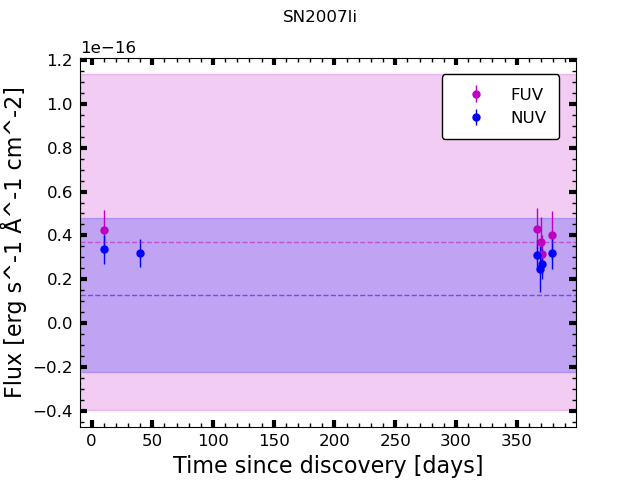 SN2007li
1e−16
1.2
1.0
0.8
0.6
0.4
0.2
0.0
−0.2
−0.4
Flux [erg s^-1 Å^-1 cm^-2]
FUV
NUV
0 50 100 150 200 250 300 350
Time since discovery [days]